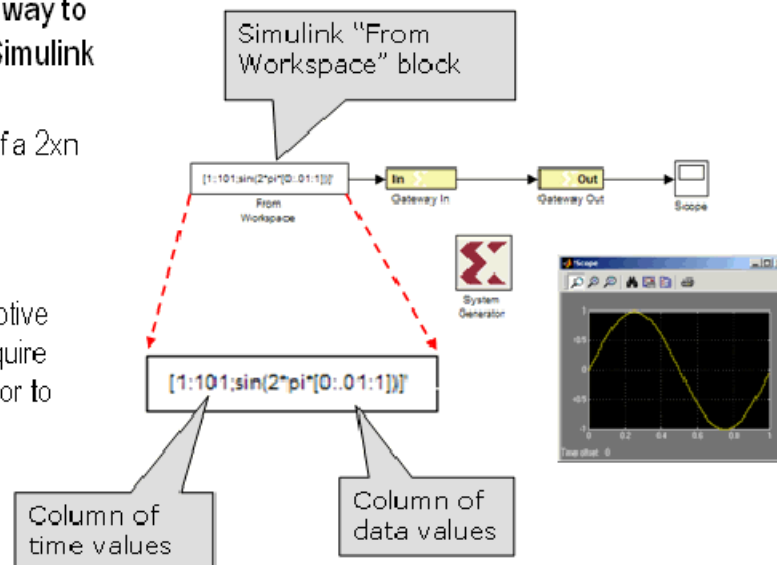 way to
Simulink
f a 2xn
ptive
quire
or to
Simulink "From
Workspace" block
[1:101;sin(2*pi*[0:.01:1])]'
From
Workspace
In
Gateway In
Out
Gateway Out
Scope
System
Generator
[1:101;sin(2*pi*[0:.01:1])]'
Column of
time values
Column of
data values
Scope
1
0.5
0
-0.5
-1
0
0.2
0.4
0.6
0.8
1
Time offset: 0